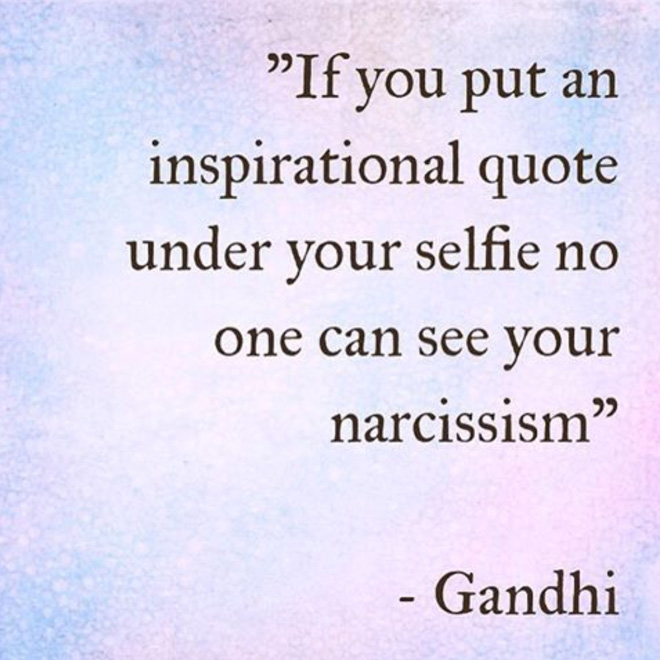 ”If you put an
inspirational quote
under your selfie no
one can see your
narcissism”
- Gandhi